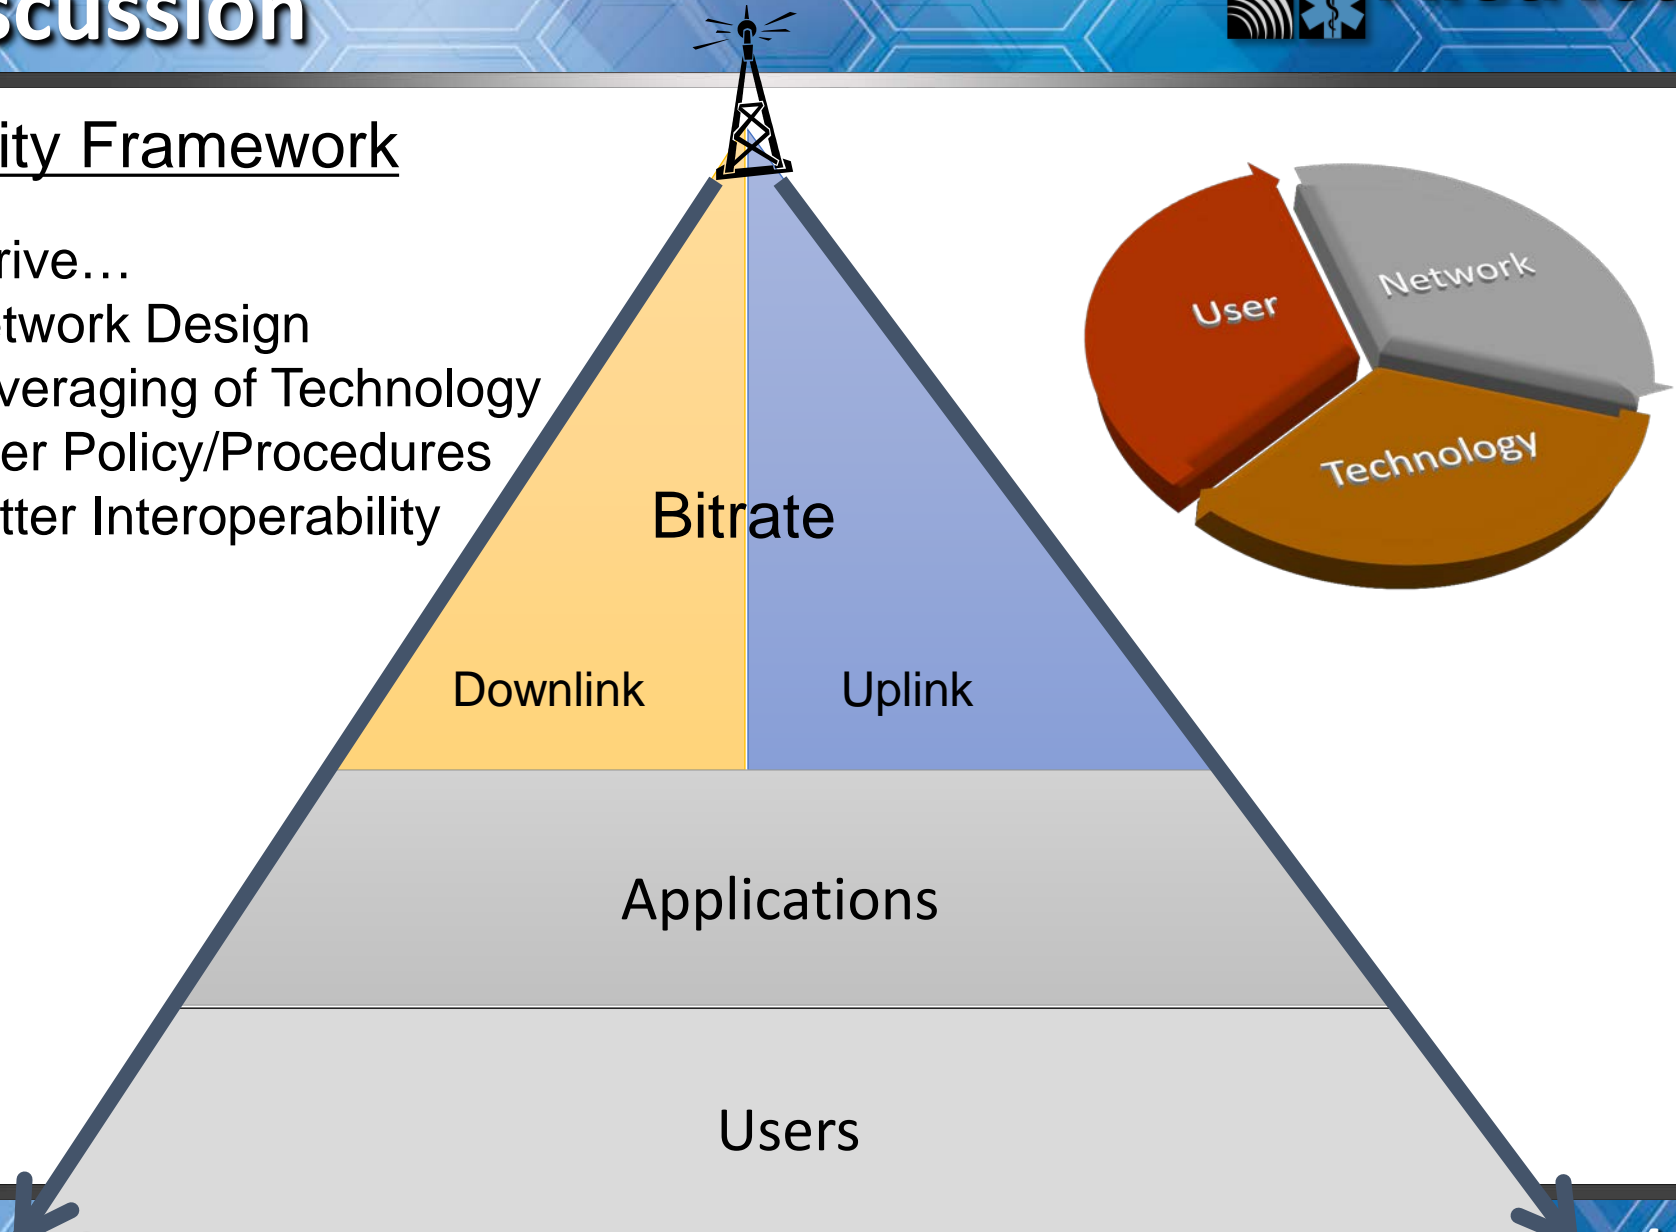 scussion
ity Framework
rive…
twork Design
veraging of Technology
er Policy/Procedures
tter Interoperability
Bitrate
Downlink
Uplink
Applications
Users
User
Network
Technology